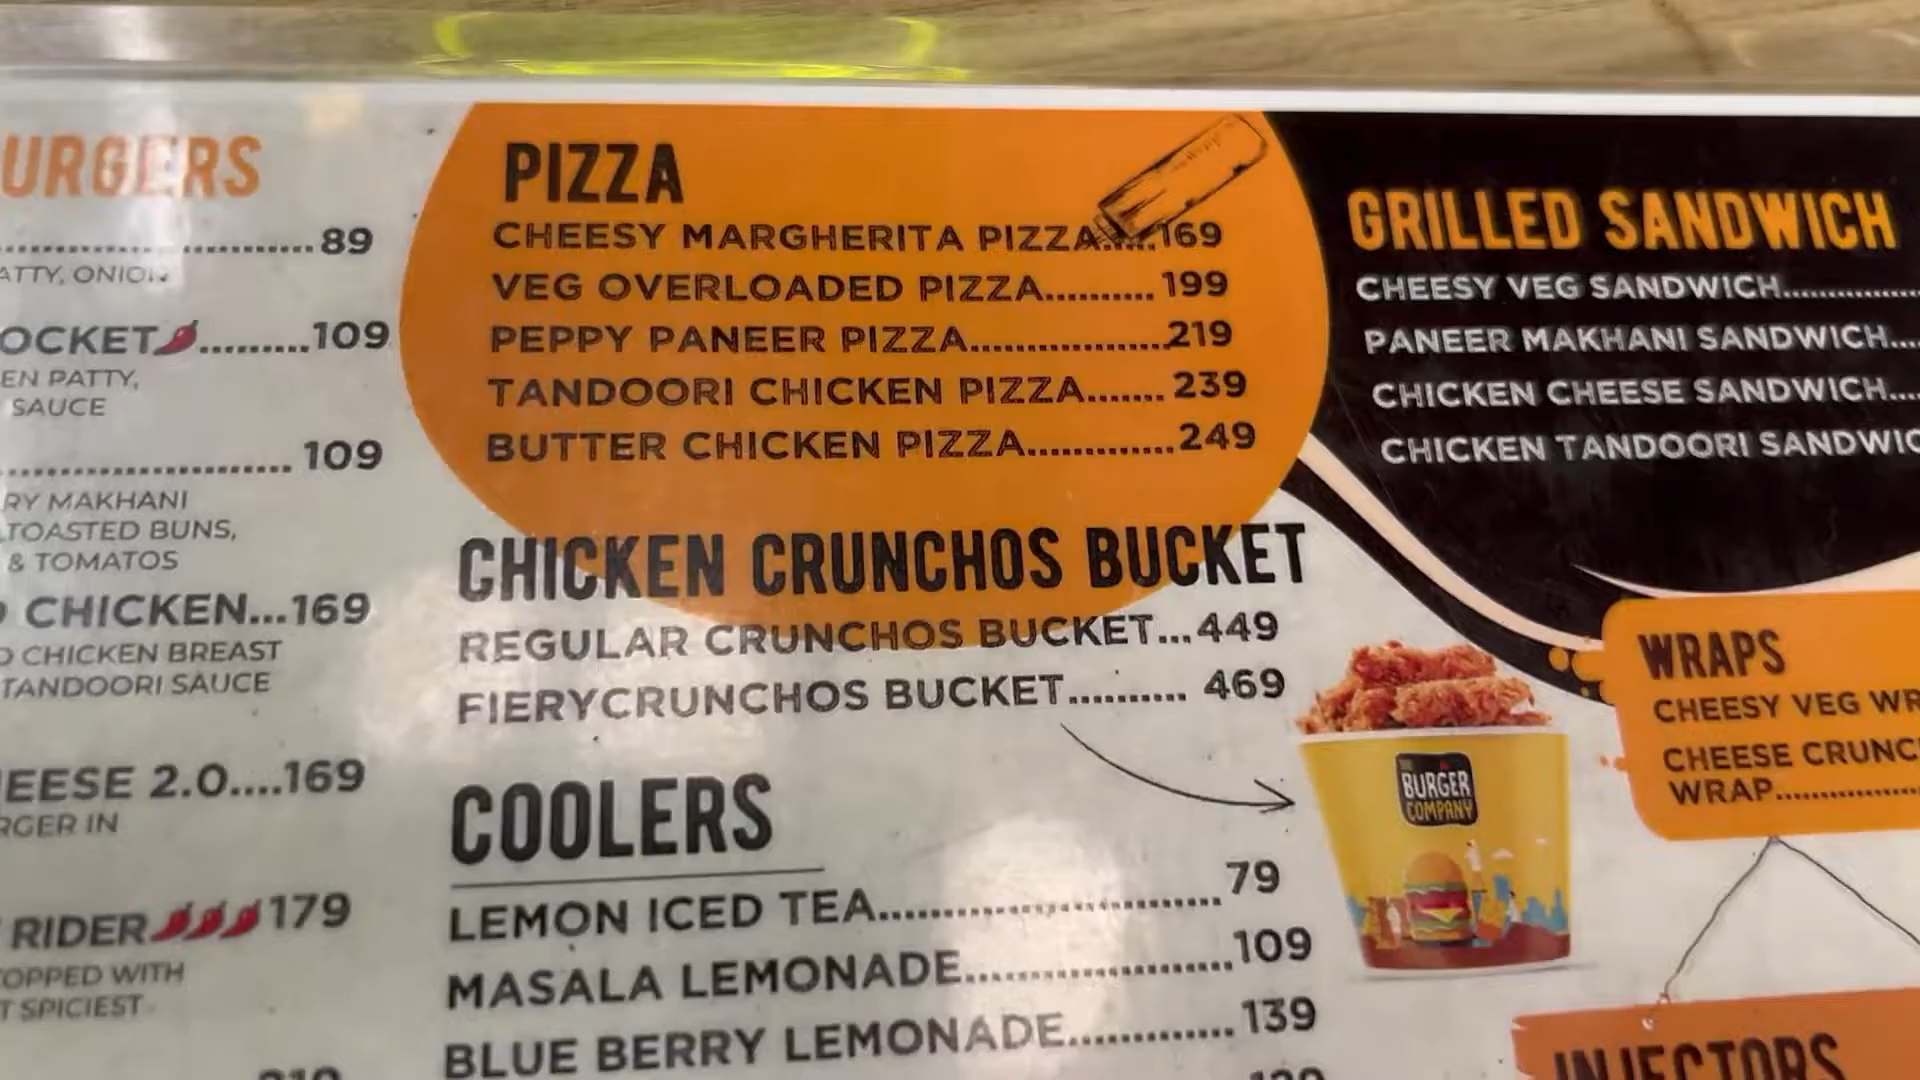 URGERS
89
ATTY, ONION
OCKET.........109
EN PATTY,
SAUCE
109
RY MAKHANI
TOASTED BUNS,
& TOMATOS
CHICKEN...169
CHICKEN BREAST
TANDOORI SAUCE
EESE 2.0....169
RGER IN
RIDER 179
OPPED WITH
T SPICIEST
PIZZA
CHEESY MARGHERITA PIZZA......169
VEG OVERLOADED PIZZA.......... 199
PEPPY PANEER PIZZA..................219
TANDOORI CHICKEN PIZZA....... 239
BUTTER CHICKEN PIZZA.............249
CHICKEN CRUNCHOS BUCKET
REGULAR CRUNCHOS BUCKET...449
FIERYCRUNCHOS BUCKET.......... 469
COOLERS
LEMON ICED TEA............................... 79
MASALA LEMONADE........................109
BLUE BERRY LEMONADE...............139
GRILLED SANDWICH
CHEESY VEG SANDWICH.............
PANEER MAKHANI SANDWICH....
CHICKEN CHEESE SANDWICH....
CHICKEN TANDOORI SANDWIC
WRAPS
CHEESY VEG WR
CHEESE CRUNC
WRAP................
BURGER
COMPANY
INJECTORS